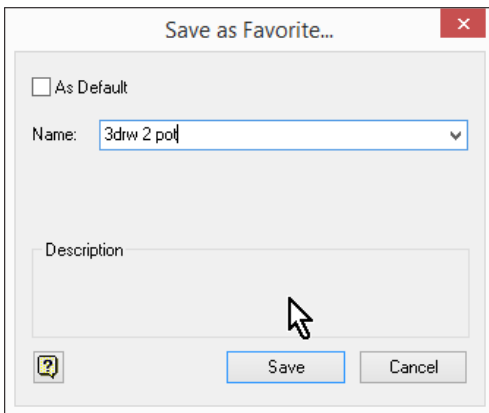 Save as Favorite...
As Default
Name: 3drw 2 pot
Description
Save Cancel